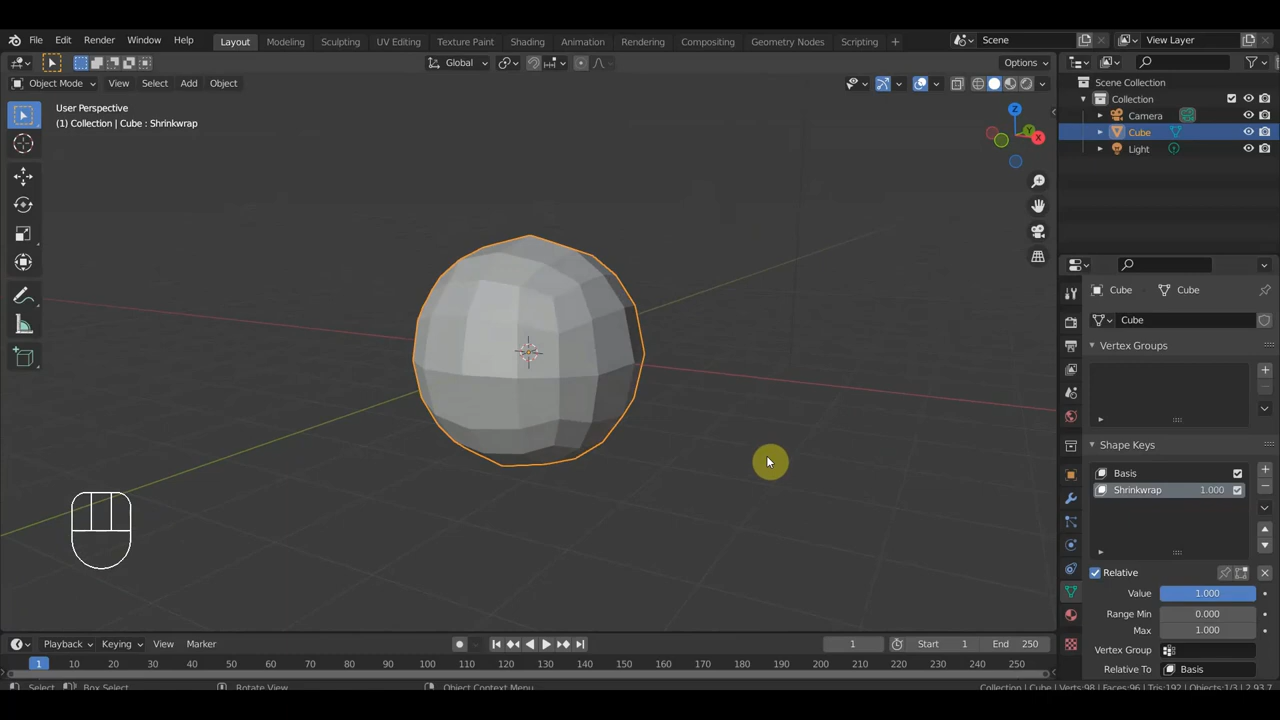 File Edit Render Window Help Layout Modeling Sculpting UV Editing Texture Paint Shading Animation Rendering Compositing Geometry Nodes Scripting + Scene View Layer
Global Options
Object Mode View Select Add Object
User Perspective
(1) Collection | Cube : Shrinkwrap
Z
Y
X
Scene Collection
Collection
Camera
Cube
Light
Cube Cube
Cube
Vertex Groups
Shape Keys
Basis
Shrinkwrap 1.000
Relative
Value 1.000
Range Min 0.000
Max 1.000
Vertex Group
Relative To Basis
Playback Keying View Marker 1 Start 1 End 250
1 10 20 30 40 50 60 70 80 90 100 110 120 130 140 150 160 170 180 190 200 210 220 230 240 250
Select Box Select Rotate View Object Context Menu Collection | Cube | Verts:98 | Faces:96 | Tris:192 | Objects:1/3 | 2.93.7